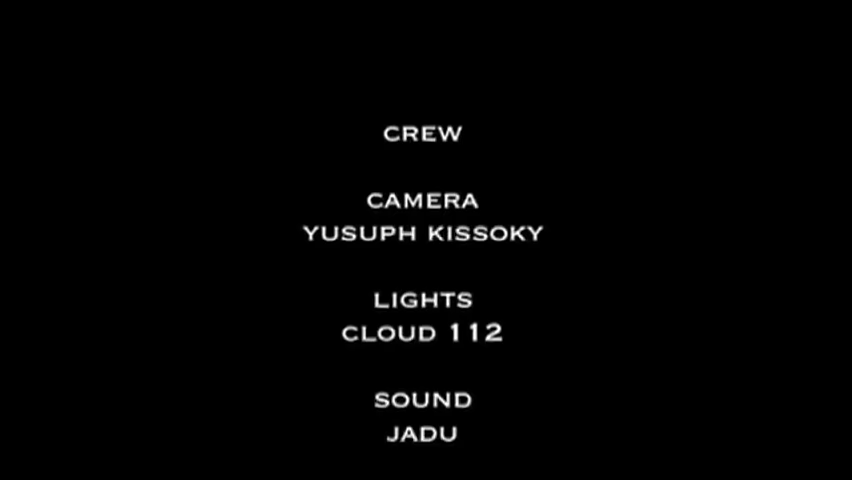 CREW
CAMERA
YUSUPH KISSOKY
LIGHTS
CLOUD 112
SOUND
JADU